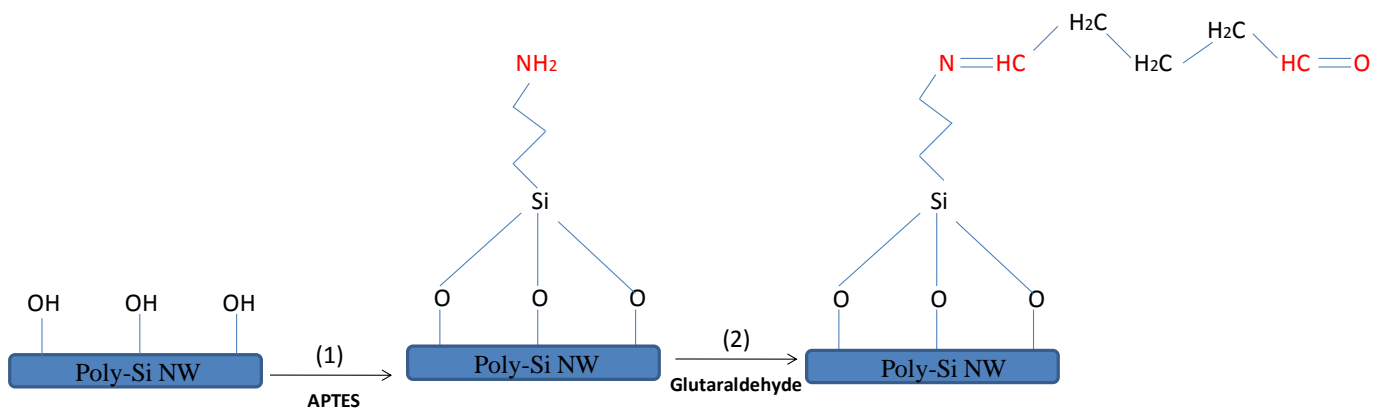 H₂C H₂C
NH₂ N HC H₂C HC O
Si Si
OH OH OH O O O O O O
(1) (2)
Poly-Si NW Poly-Si NW Poly-Si NW
APTES Glutaraldehyde